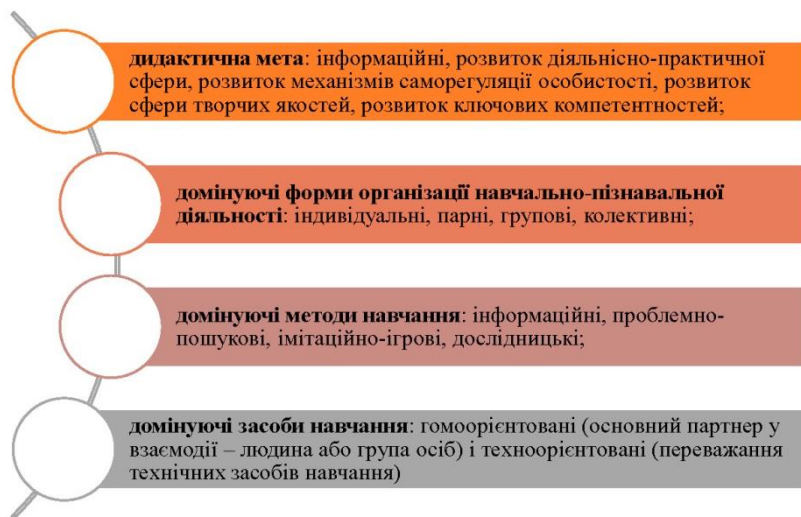 дидактична мета: інформаційні, розвиток діяльнісно-практичної
сфери, розвиток механізмів саморегуляції особистості, розвиток
сфери творчих якостей, розвиток ключових компетентностей;
домінуючі форми організації навчально-пізнавальної
діяльності: індивідуальні, парні, групові, колективні;
домінуючі методи навчання: інформаційні, проблемно-
пошукові, імітаційно-ігрові, дослідницькі;
домінуючі засоби навчання: гомоорієнтовані (основний партнер у
взаємодії – людина або група осіб) і техноорієнтовані (переважання
технічних засобів навчання)